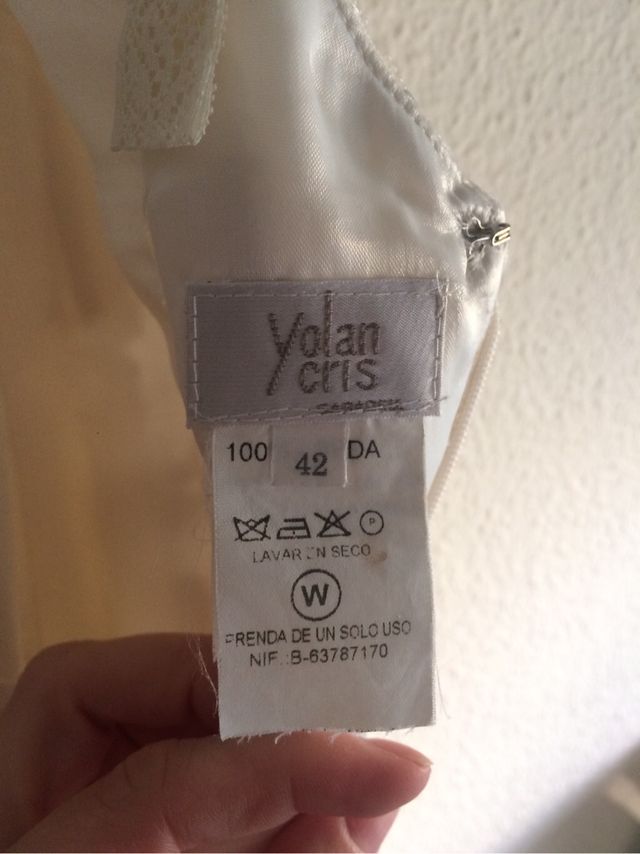 yolan
cris
100 42 DA
P
LAVAR EN SECO
W
PRENDA DE UN SOLO USO
NIF.:B-63787170